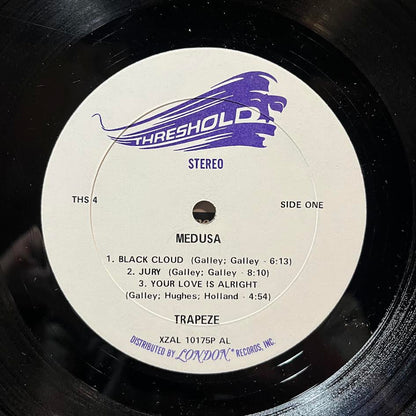 THRESHOLD
STEREO
THS 4
SIDE ONE
MEDUSA
1. BLACK CLOUD (Galley; Galley - 6:13)
2. JURY (Galley; Galley - 8:10)
3. YOUR LOVE IS ALRIGHT
(Galley; Hughes; Holland - 4:54)
TRAPEZE
XZAL 10175P AL
DISTRIBUTED BY LONDON® RECORDS, INC.